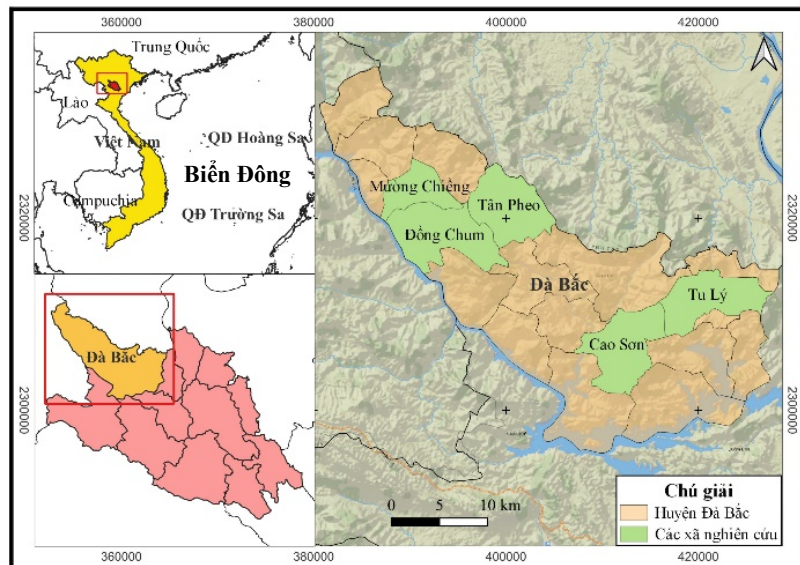 360000 380000 400000 420000
Trung Quốc
Lào
Việt Nam
QĐ Hoàng Sa
Biển Đông
Campuchia
QĐ Trường Sa
2320000
2300000
Đà Bắc
Mường Chiềng
Tân Pheo
Đồng Chum
Đà Bắc
Tu Lý
Cao Sơn
2320000
2300000
0 5 10 km
Chú giải
Huyện Đà Bắc
Các xã nghiên cứu
360000 380000 400000 420000